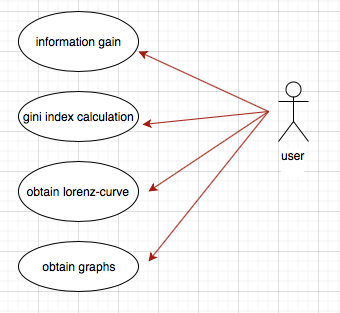 information gain
gini index calculation
user
obtain lorenz-curve
obtain graphs